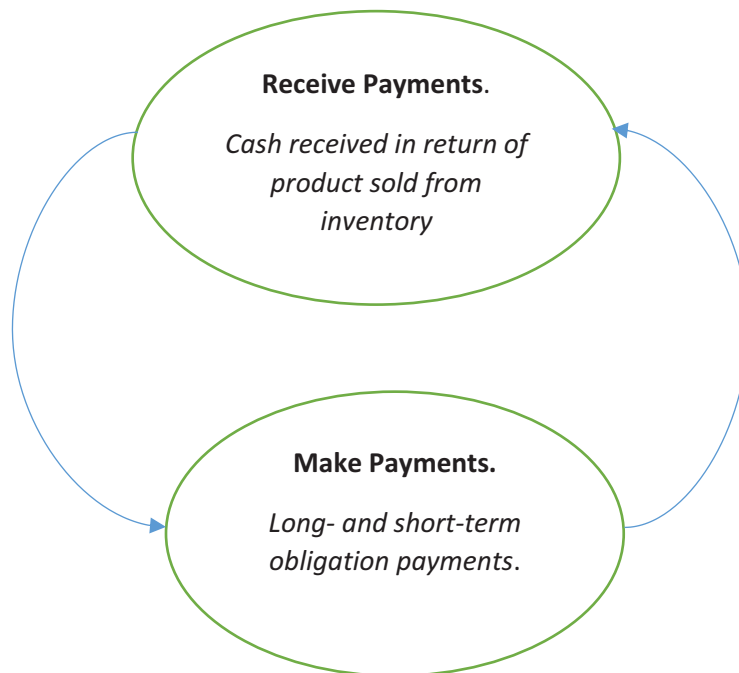 Receive Payments.
Cash received in return of
product sold from
inventory
Make Payments.
Long- and short-term
obligation payments.